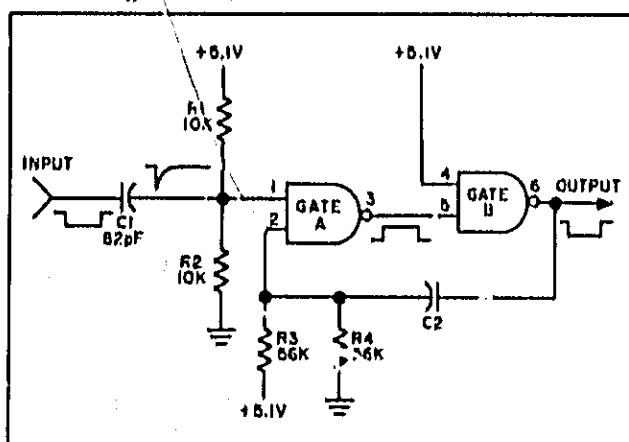 +5.1V +5.1V
R1
10K
INPUT
C1
82pF
1
2
GATE
A
3
4
5
GATE
B
6 OUTPUT
R2
10K
C2
R3
56K
R4
56K
+5.1V